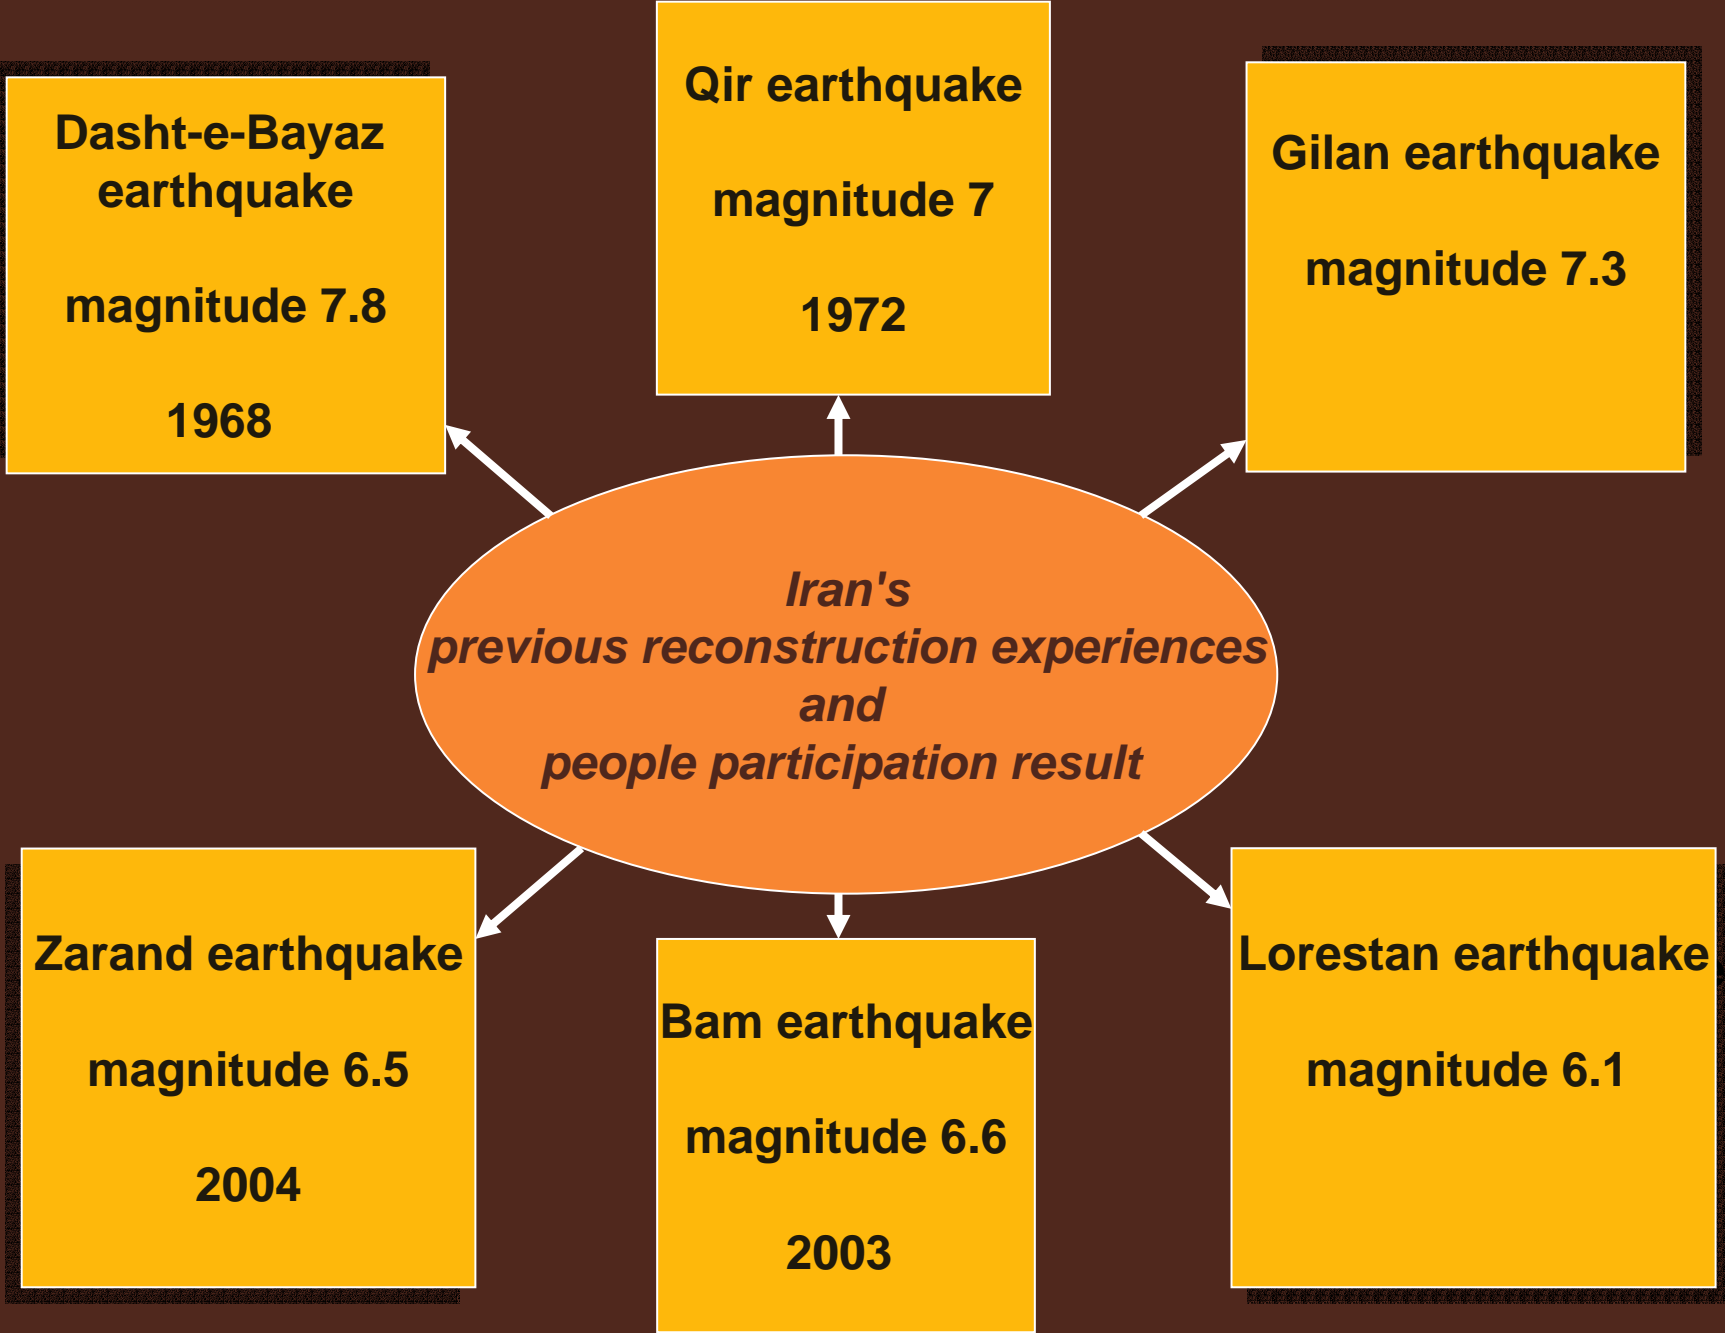 Dasht-e-Bayaz
earthquake
magnitude 7.8
1968
Qir earthquake
magnitude 7
1972
Gilan earthquake
magnitude 7.3
Iran's
previous reconstruction experiences
and
people participation result
Zarand earthquake
magnitude 6.5
2004
Bam earthquake
magnitude 6.6
2003
Lorestan earthquake
magnitude 6.1